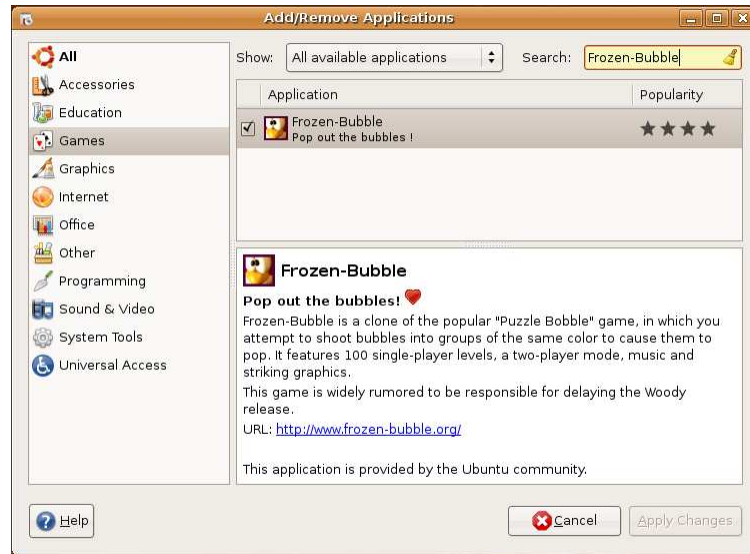 Add/Remove Applications
All
Accessories
Education
Games
Graphics
Internet
Office
Other
Programming
Sound & Video
System Tools
Universal Access
Show: All available applications Search: Frozen-Bubble
Application Popularity
Frozen-Bubble
Pop out the bubbles !
Frozen-Bubble
Pop out the bubbles!
Frozen-Bubble is a clone of the popular "Puzzle Bobble" game, in which you
attempt to shoot bubbles into groups of the same color to cause them to
pop. It features 100 single-player levels, a two-player mode, music and
striking graphics.
This game is widely rumored to be responsible for delaying the Woody
release.
URL: http://www.frozen-bubble.org/
This application is provided by the Ubuntu community.
Help Cancel Apply Changes